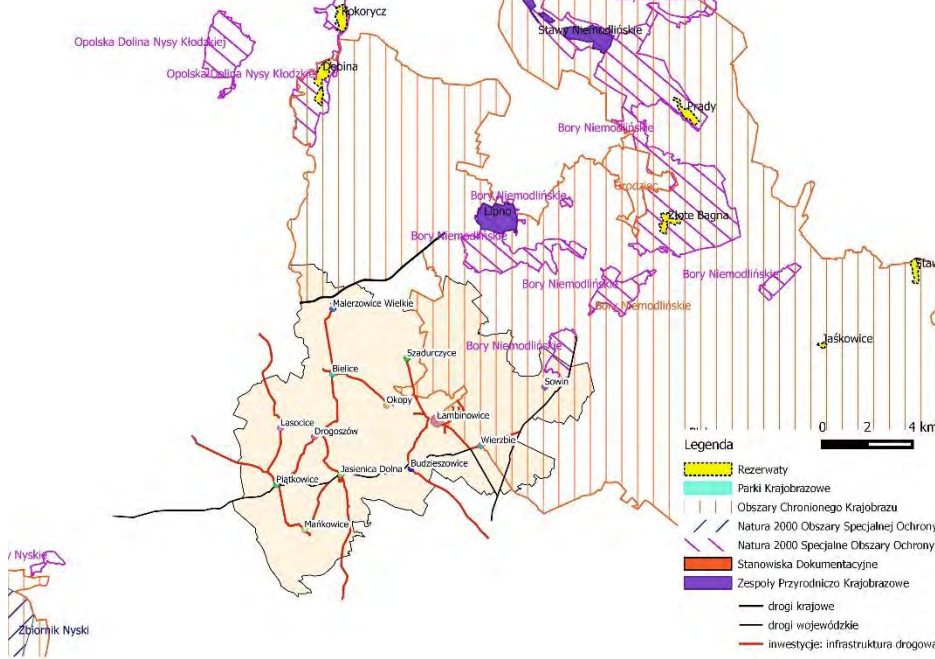 Kokorycz
Stawy Niemodlińskie
Opolska Dolina Nysy Kłodzkiej
Dębina
Opolska Dolina Nysy Kłodzkiej
Prądy
Bory Niemodlińskie
Grodziec
Bory Niemodlińskie
Lipno
Złote Bagna
Bory Niemodlińskie
Staw
Bory Niemodlińskie
Bory Niemodlińskie
Bory Niemodlińskie
Malerzowice Wielkie
Jaśkowice
Bory Niemodlińskie
Szadurczyce
Bielice
Sowin
Okopy
Łambinowice
Lasocice
Drogoszów
Wierzbie
0 4 km
Legenda
Budzieszowice
Jasienica Dolna
Piątkowice
Rezerwaty
Parki Krajobrazowe
Obszary Chronionego Krajobrazu
Mańkowice
Natura 2000 Obszary Specjalnej Ochrony
Natura 2000 Specjalne Obszary Ochrony
y Nyskie
Stanowiska Dokumentacyjne
Zespoły Przyrodniczo Krajobrazowe
drogi krajowe
drogi wojewódzkie
Zbiornik Nyski
inwestycje: infrastruktura drogowa